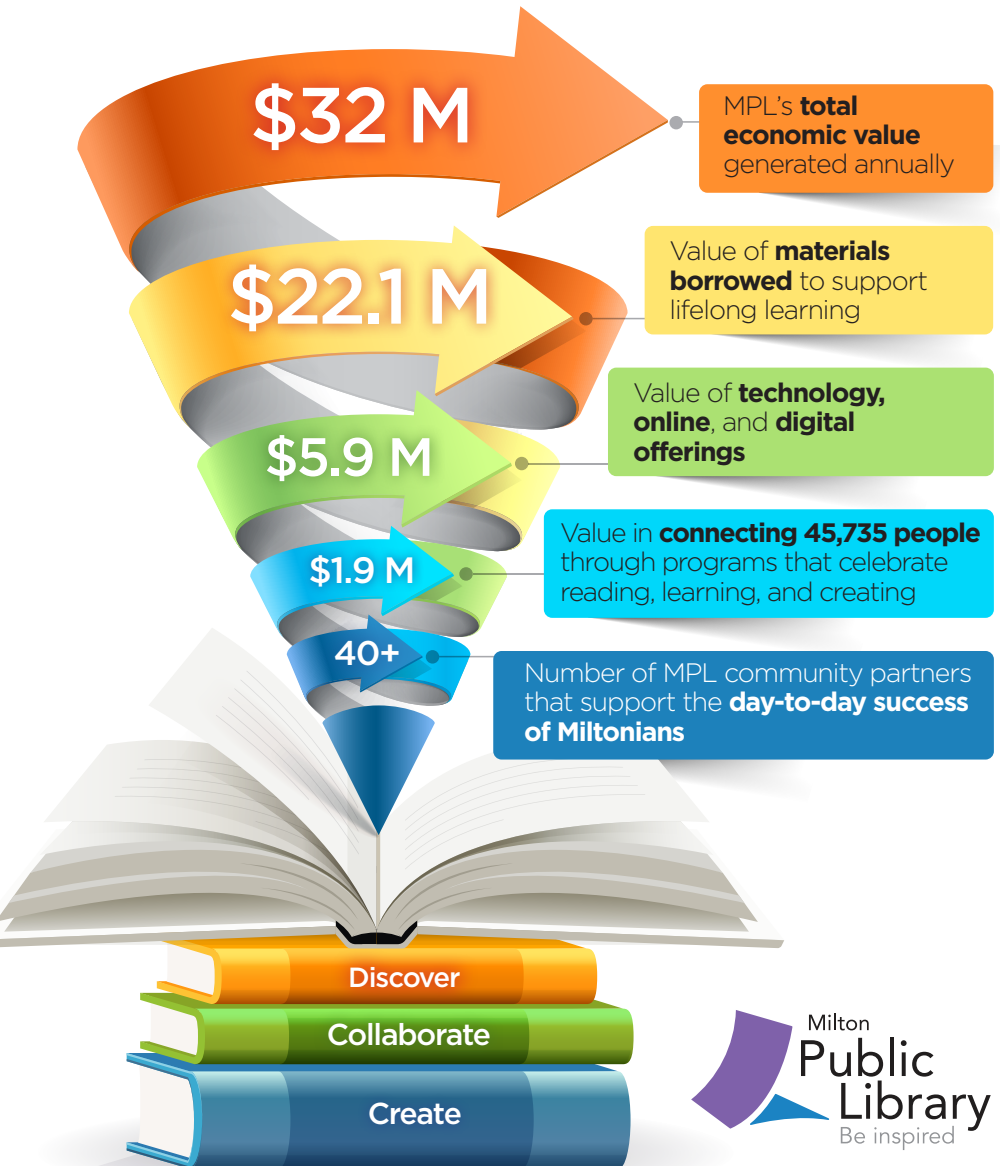 $32 M
MPL's total
economic value
generated annually
$22.1 M
Value of materials
borrowed to support
lifelong learning
$5.9 M
Value of technology,
online, and digital
offerings
$1.9 M
Value in connecting 45,735 people
through programs that celebrate
reading, learning, and creating
40+
Number of MPL community partners
that support the day-to-day success
of Miltonians
Discover
Collaborate
Create
Milton
Public
Library
Be inspired